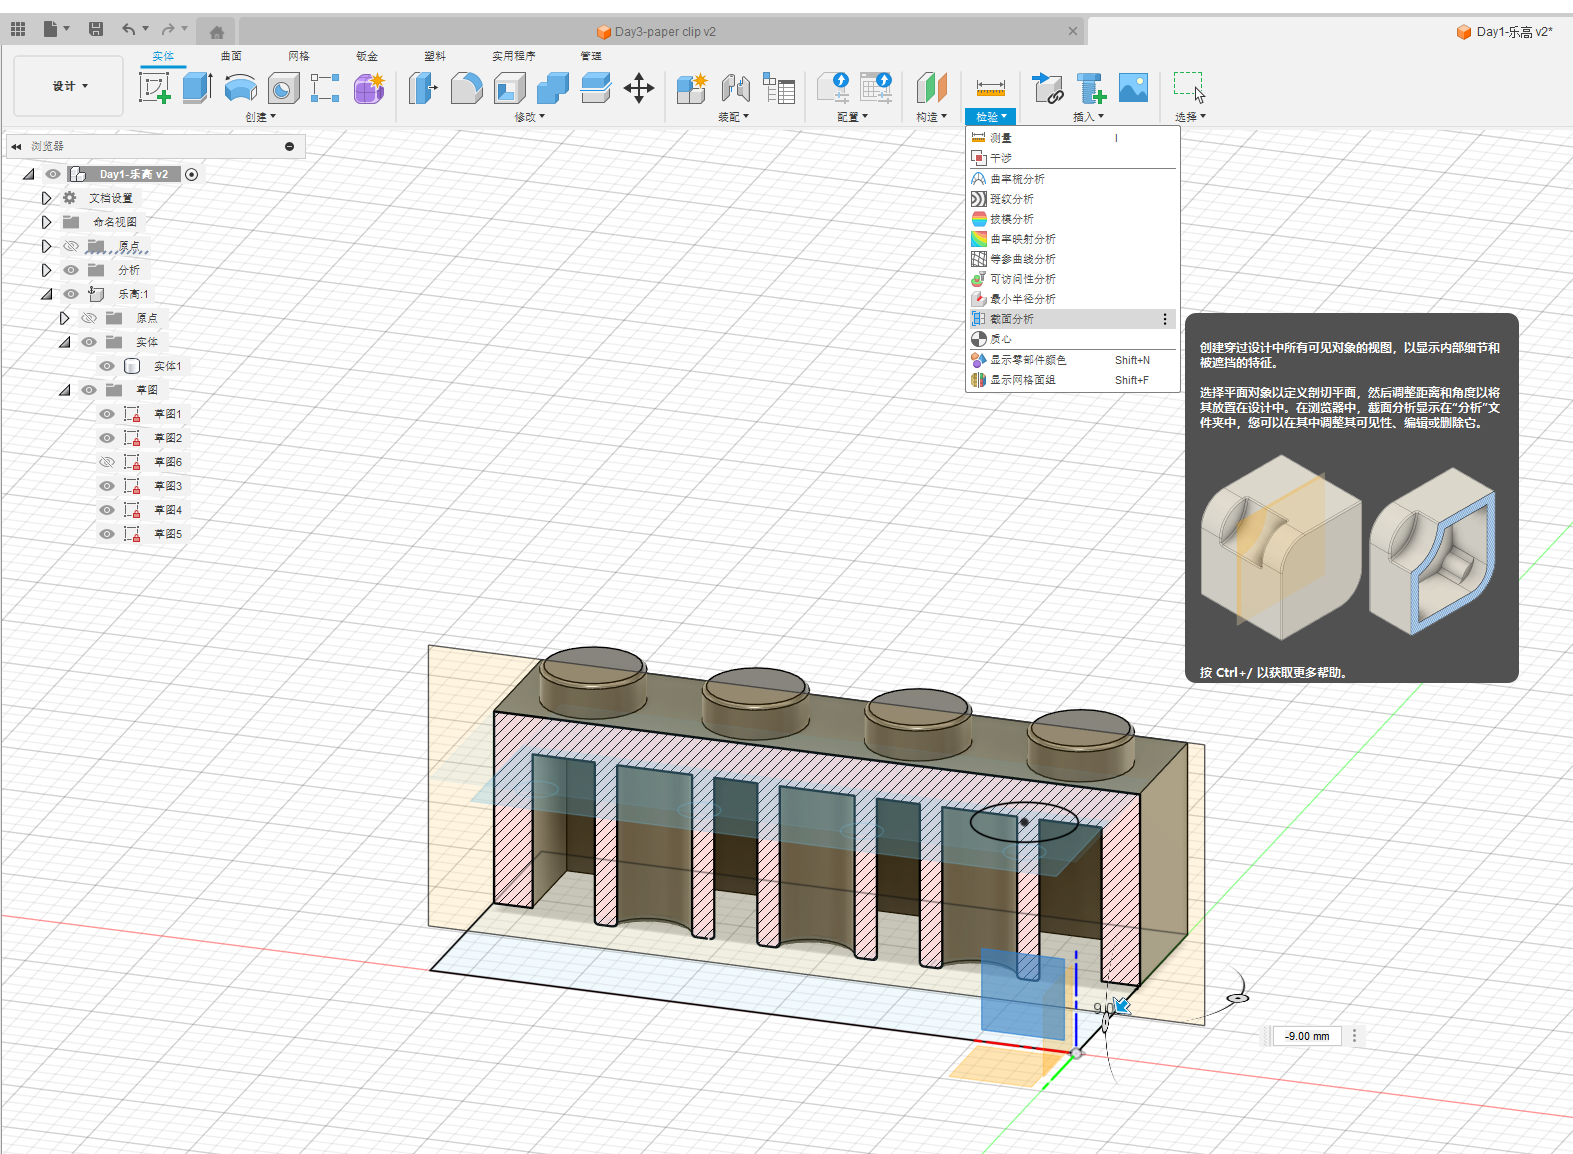 Day3-paper clip v2
Day1-乐高 v2*
实体 曲面 网格 钣金 塑料 实用程序 管理
设计
创建 修改 装配 配置 构造 检验 插入 选择
浏览器
Day1-乐高 v2
文档设置
命名视图
原点
分析
乐高:1
原点
实体
实体1
草图
草图1
草图2
草图6
草图3
草图4
草图5
测量 I
干涉
曲率梳分析
斑纹分析
拔模分析
曲率映射分析
等参曲线分析
可访问性分析
最小半径分析
截面分析
质心
显示零部件颜色 Shift+N
显示网格面组 Shift+F
创建穿过设计中所有可见对象的视图，以显示内部细节和
被遮挡的特征。
选择平面对象以定义剖切平面，然后调整距离和角度以将
其放置在设计中。在浏览器中，截面分析显示在“分析”文
件夹中，您可以在其中调整其可见性、编辑或删除它。
按 Ctrl+/ 以获取更多帮助。
-9.00 mm